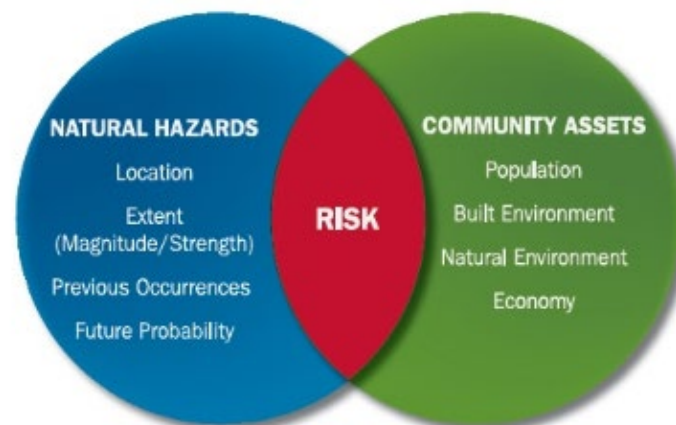 NATURAL HAZARDS
Location
Extent
(Magnitude/Strength)
Previous Occurrences
Future Probability
RISK
COMMUNITY ASSETS
Population
Built Environment
Natural Environment
Economy